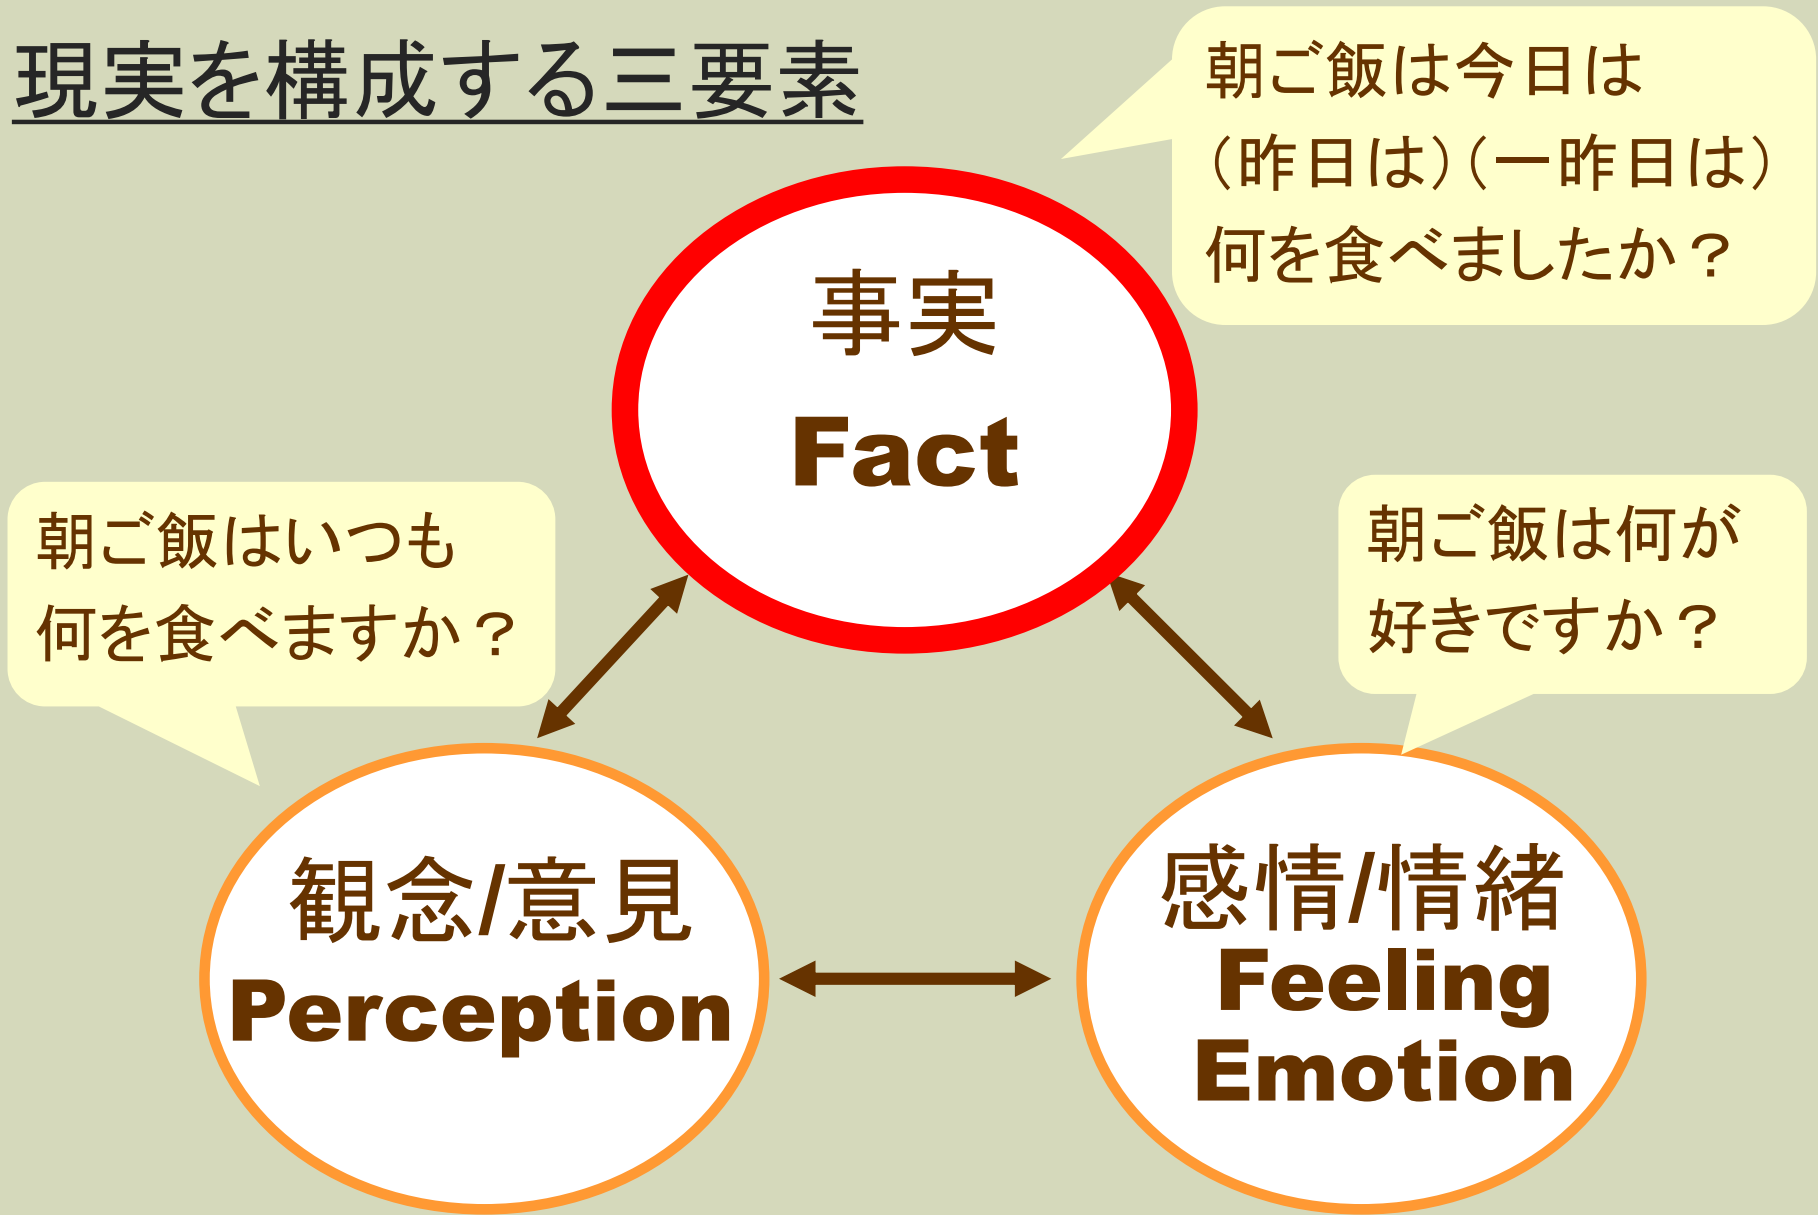 現実を構成する三要素
朝ご飯は今日は
（昨日は）（一昨日は）
何を食べましたか？
事実
Fact
朝ご飯はいつも
何を食べますか？
朝ご飯は何が
好きですか？
観念/意見
Perception
感情/情緒
Feeling
Emotion